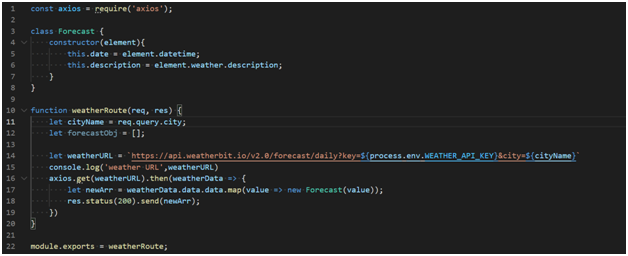 1 const axios = require('axios');
2
3 class Forecast {
4 constructor(element){
5 this.date = element.datetime;
6 this.description = element.weather.description;
7 }
8 }
9
10 function weatherRoute(req, res) {
11 let cityName = req.query.city;
12 let forecastObj = [];
13
14 let weatherURL = `https://api.weatherbit.io/v2.0/forecast/daily?key=${process.env.WEATHER_API_KEY}&city=${cityName}`
15 console.log('weather URL',weatherURL)
16 axios.get(weatherURL).then(weatherData => {
17 let newArr = weatherData.data.data.map(value => new Forecast(value));
18 res.status(200).send(newArr);
19 })
20 }
21
22 module.exports = weatherRoute;